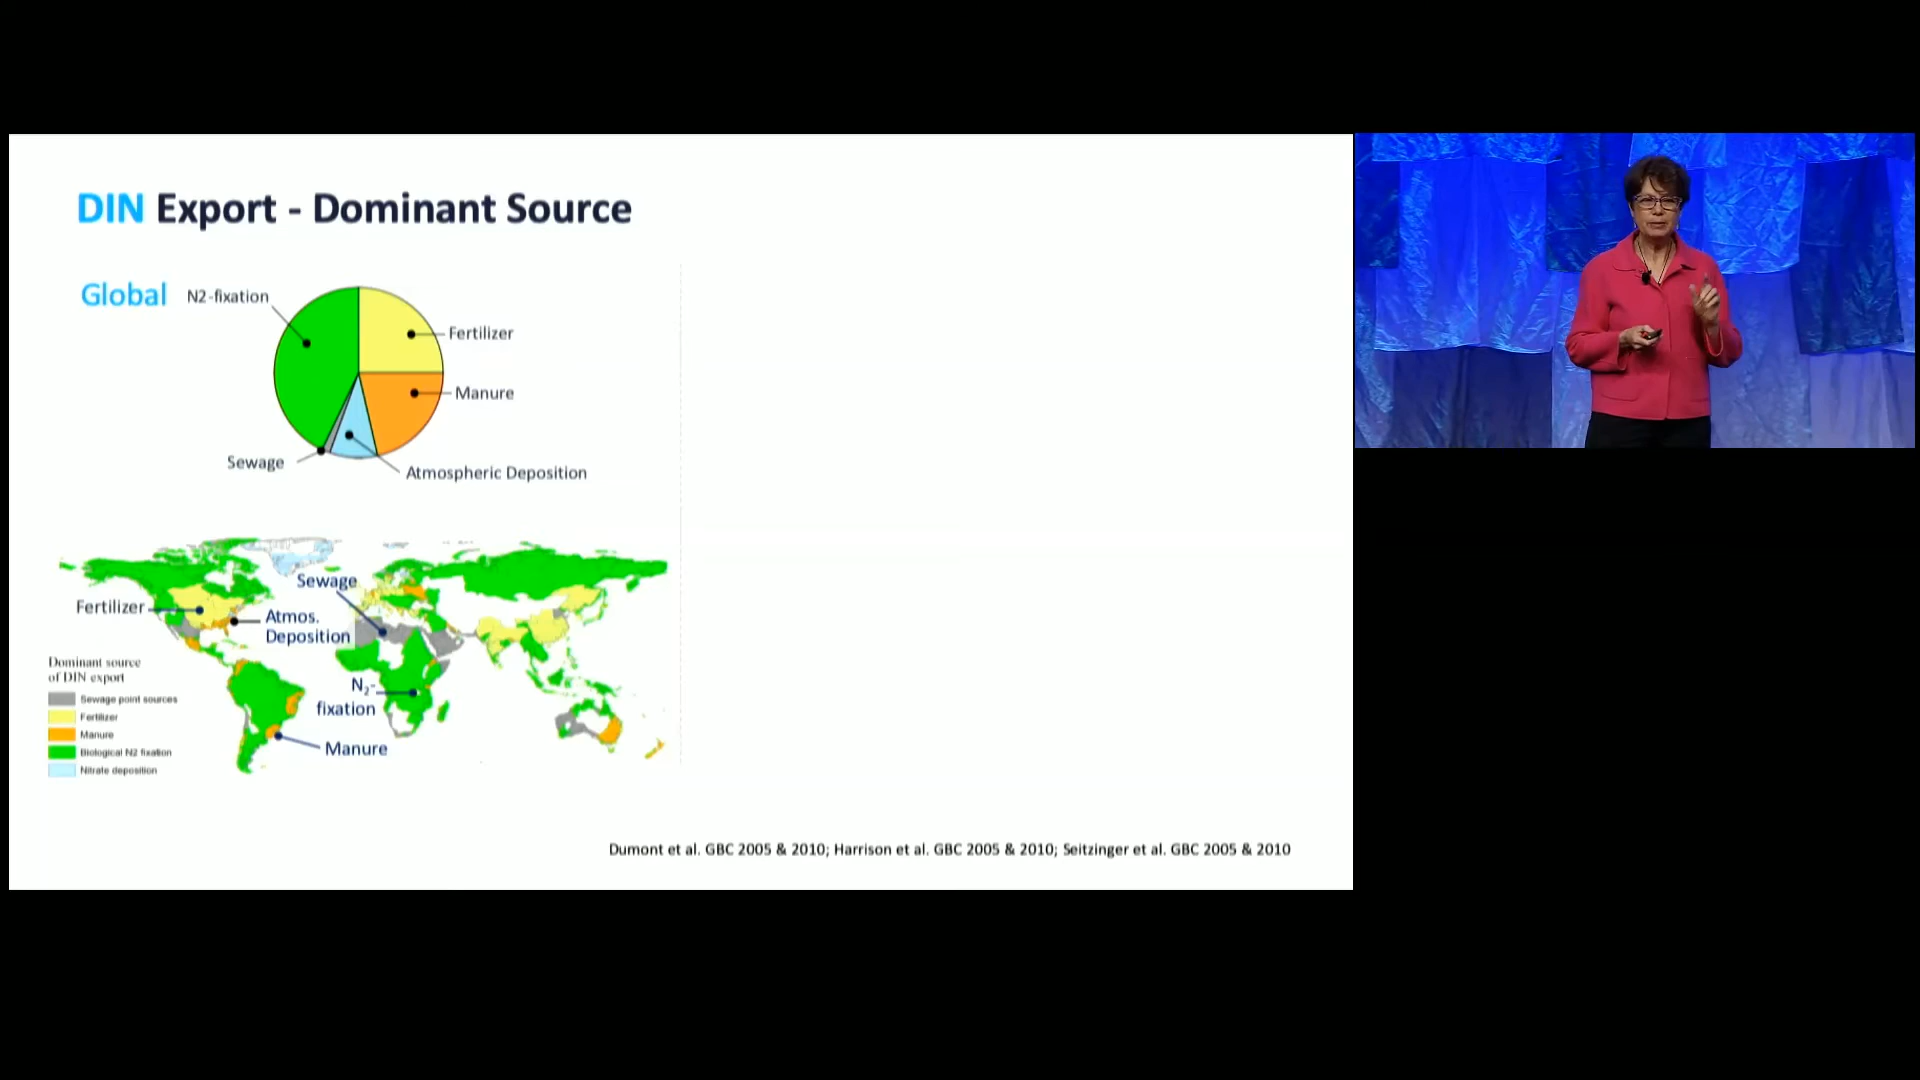 DIN Export - Dominant Source
Global
N2-fixation
Fertilizer
Manure
Sewage
Atmospheric Deposition
Sewage
Fertilizer
Atmos.
Deposition
N2-
fixation
Manure
Dominant source
of DIN export
Sewage point sources
Fertilizer
Manure
Biological N2 fixation
Nitrate deposition
Dumont et al. GBC 2005 & 2010; Harrison et al. GBC 2005 & 2010; Seitzinger et al. GBC 2005 & 2010